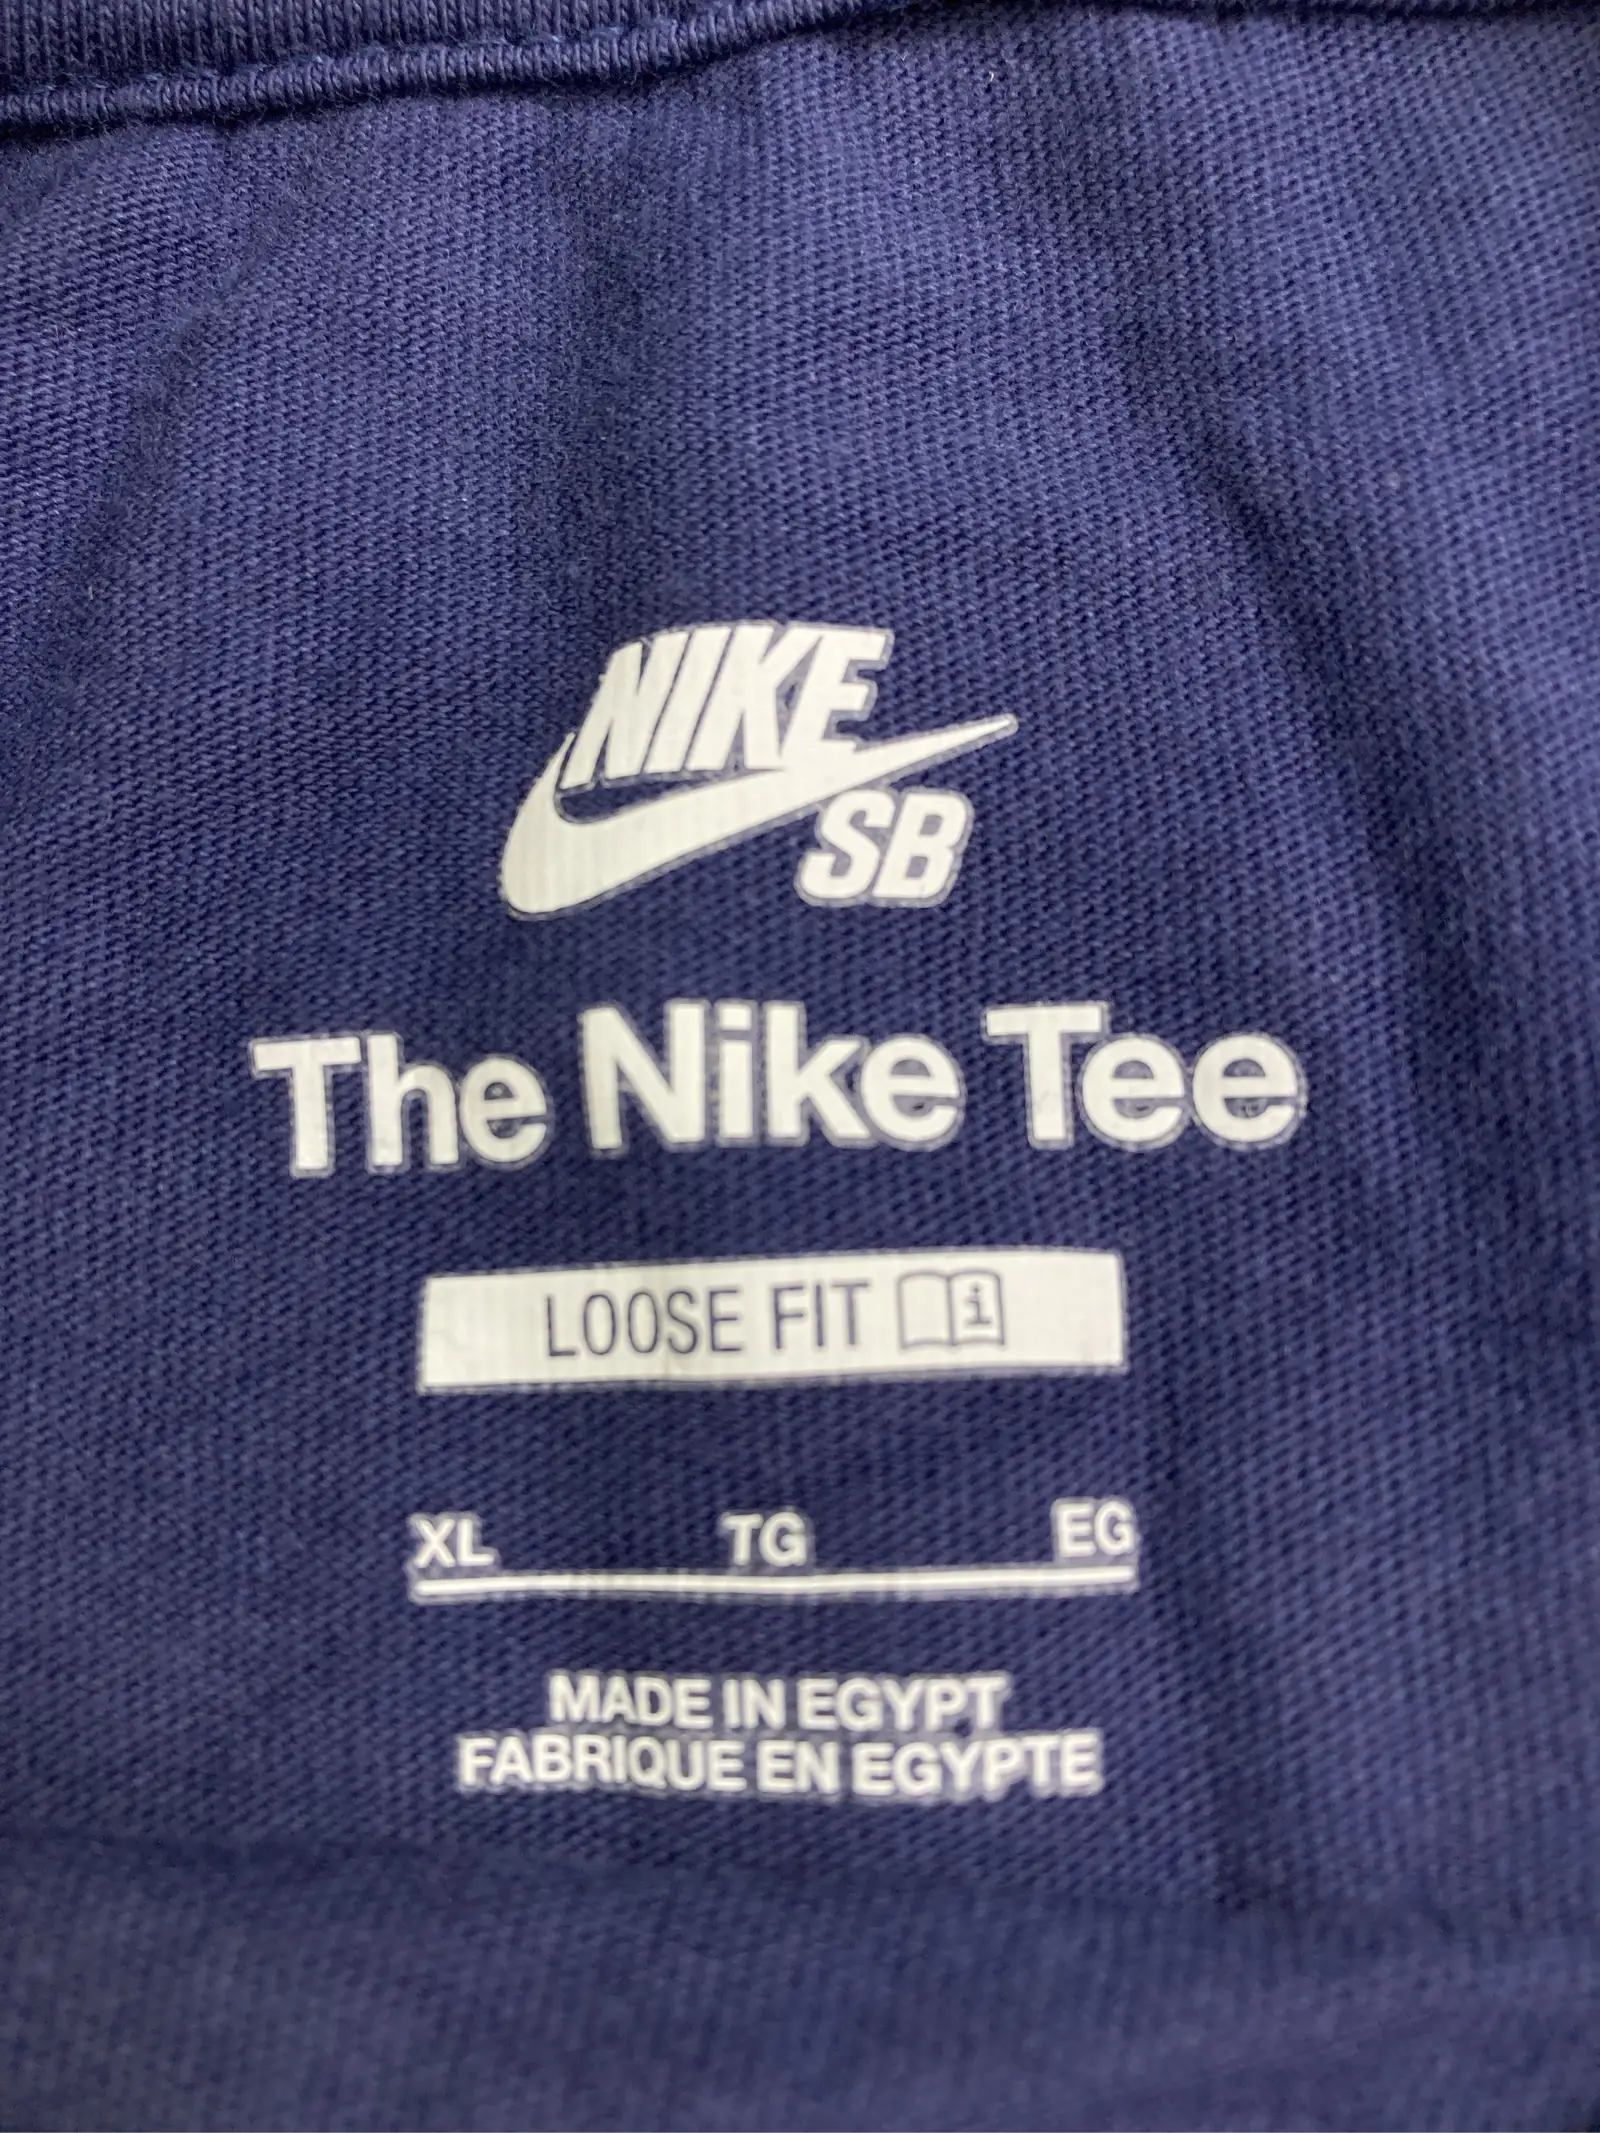 NIKE
SB
The Nike Tee
LOOSE FIT i
XL TG EG
MADE IN EGYPT
FABRIQUE EN EGYPTE